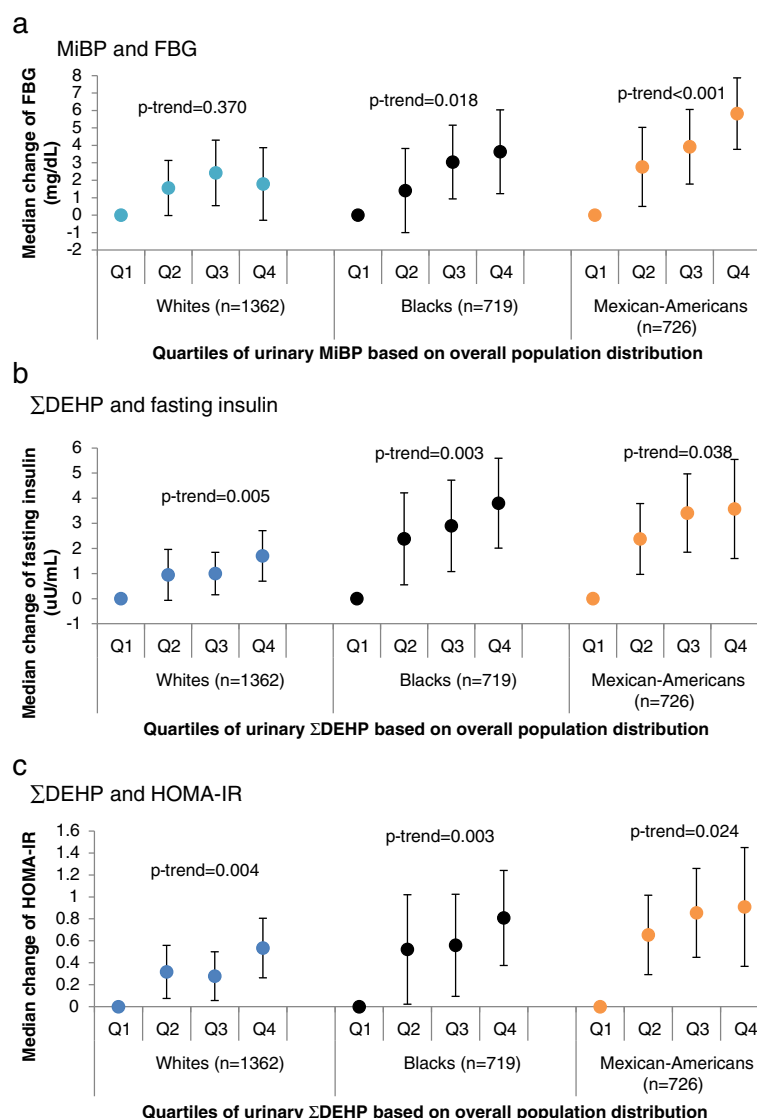 a
MiBP and FBG
Median change of FBG
(mg/dL)
8
7
6
5
4
3
2
1
0
-1
-2
p-trend=0.370
p-trend=0.018
p-trend<0.001
Q1 Q2 Q3 Q4 Q1 Q2 Q3 Q4 Q1 Q2 Q3 Q4
Whites (n=1362) Blacks (n=719) Mexican-Americans
(n=726)
Quartiles of urinary MiBP based on overall population distribution
b
ΣDEHP and fasting insulin
Median change of fasting insulin
(uU/mL)
6
5
4
3
2
1
0
-1
p-trend=0.005
p-trend=0.003
p-trend=0.038
Q1 Q2 Q3 Q4 Q1 Q2 Q3 Q4 Q1 Q2 Q3 Q4
Whites (n=1362) Blacks (n=719) Mexican-Americans
(n=726)
Quartiles of urinary ΣDEHP based on overall population distribution
c
ΣDEHP and HOMA-IR
Median change of HOMA-IR
1.6
1.4
1.2
1
0.8
0.6
0.4
0.2
0
p-trend=0.004
p-trend=0.003
p-trend=0.024
Q1 Q2 Q3 Q4 Q1 Q2 Q3 Q4 Q1 Q2 Q3 Q4
Whites (n=1362) Blacks (n=719) Mexican-Americans
(n=726)
Quartiles of urinary ΣDEHP based on overall population distribution